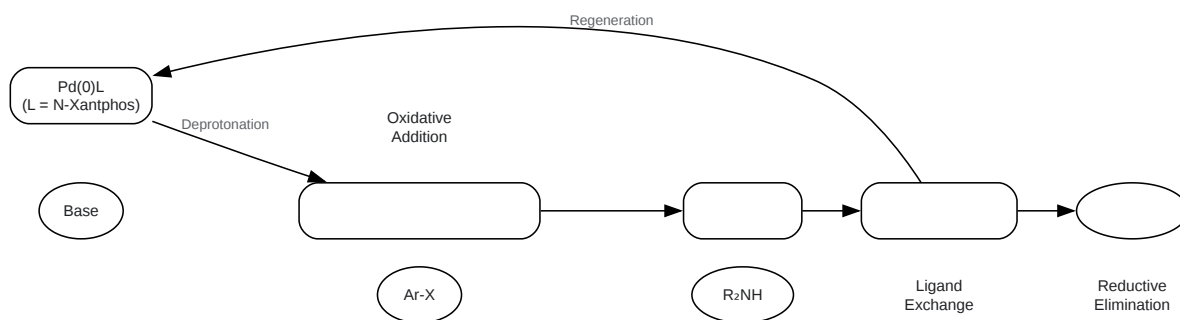 Regeneration
Pd(0)L
(L = N-Xantphos)
Deprotonation
Oxidative
Addition
Base
Ar-X
R₂NH
Ligand
Exchange
Reductive
Elimination